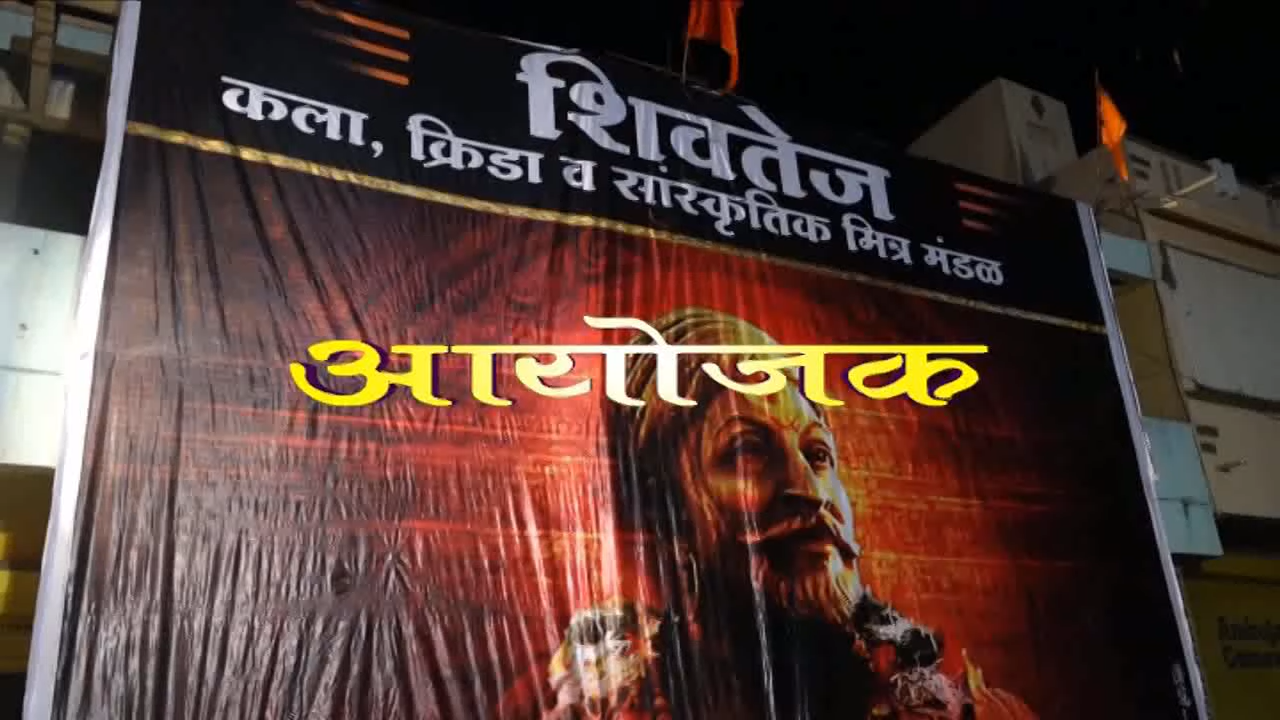 शिवतेज
कला, क्रिडा व सांस्कृतिक मित्र मंडळ
आयोजक